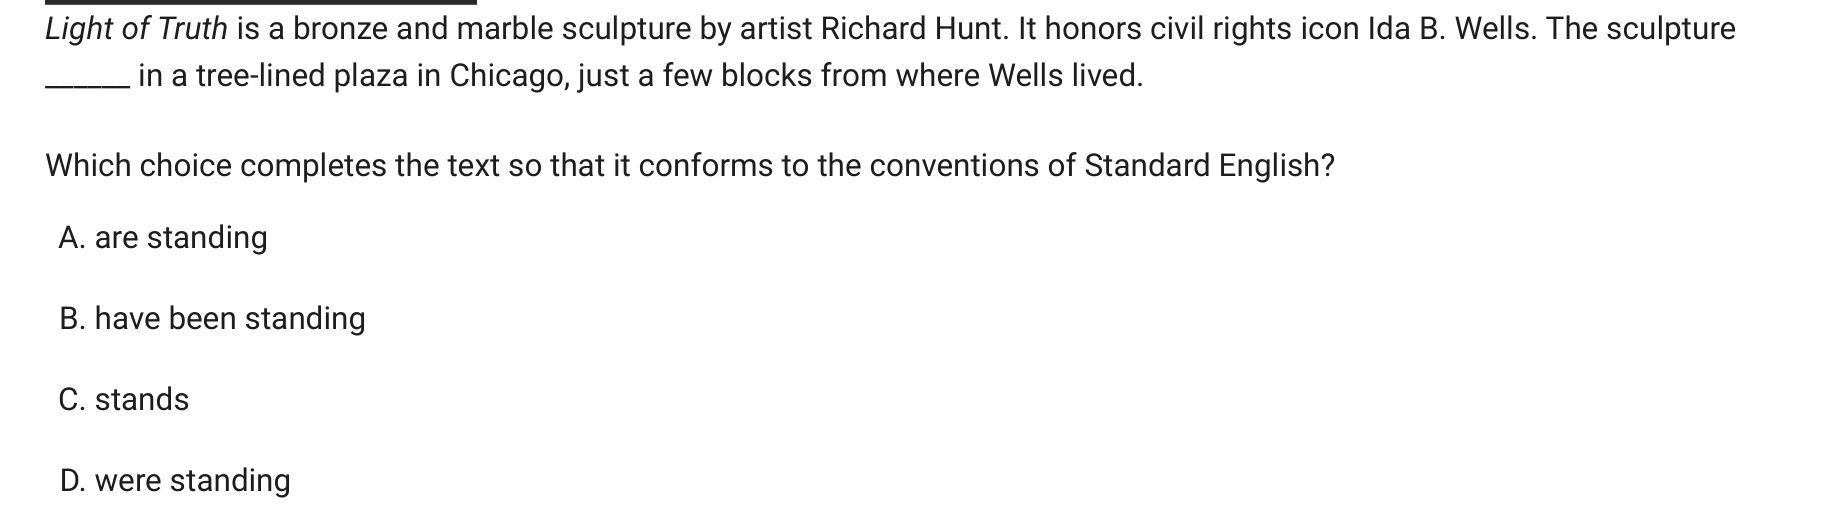 Light of Truth is a bronze and marble sculpture by artist Richard Hunt. It honors civil rights icon Ida B. Wells. The sculpture
______ in a tree-lined plaza in Chicago, just a few blocks from where Wells lived.
Which choice completes the text so that it conforms to the conventions of Standard English?
A. are standing
B. have been standing
C. stands
D. were standing